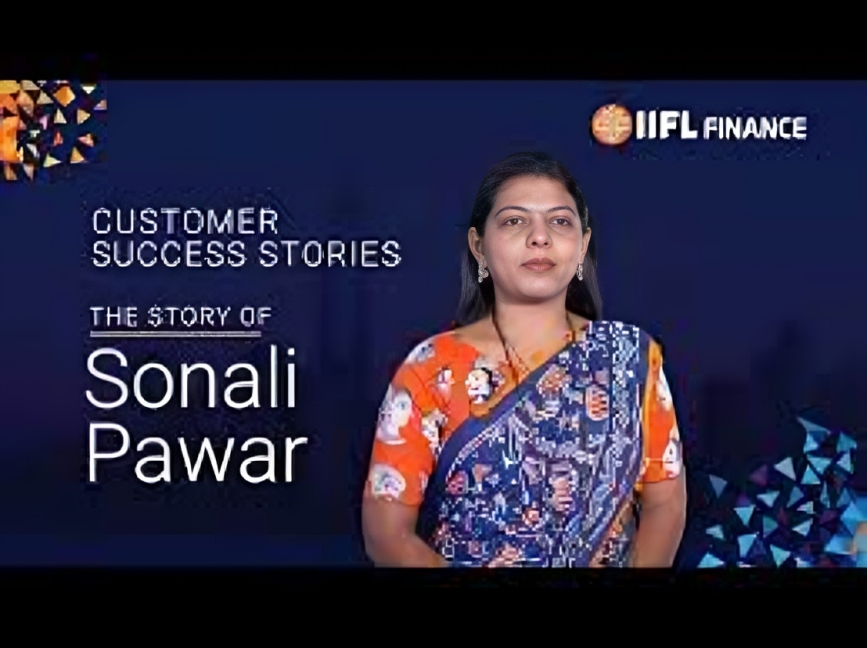 IIFL FINANCE
CUSTOMER
SUCCESS STORIES
THE STORY OF
Sonali
Pawar